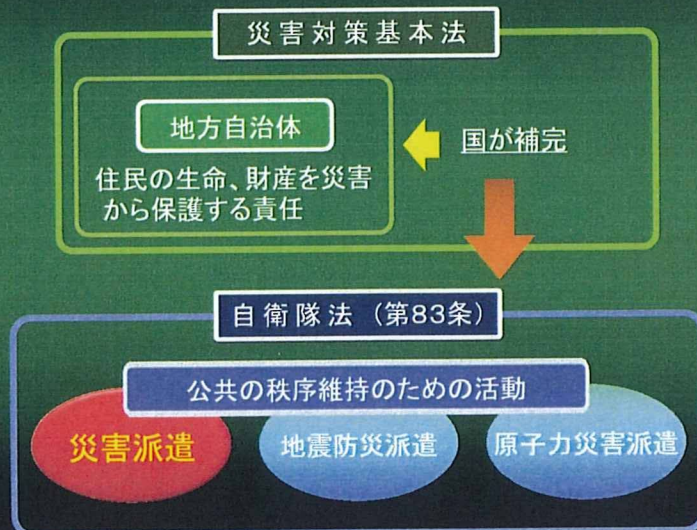 災害対策基本法
地方自治体
国が補完
住民の生命、財産を災害
から保護する責任
自衛隊法（第83条）
公共の秩序維持のための活動
災害派遣
地震防災派遣
原子力災害派遣